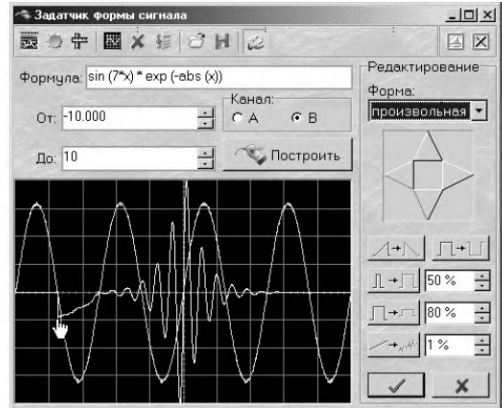 Задатчик формы сигнала
Формула: sin (7*x) * exp (-abs (x))
От: -10.000
Канал:
A B
До: 10
Построить
Редактирование
Форма:
произвольная
50 %
80 %
1 %